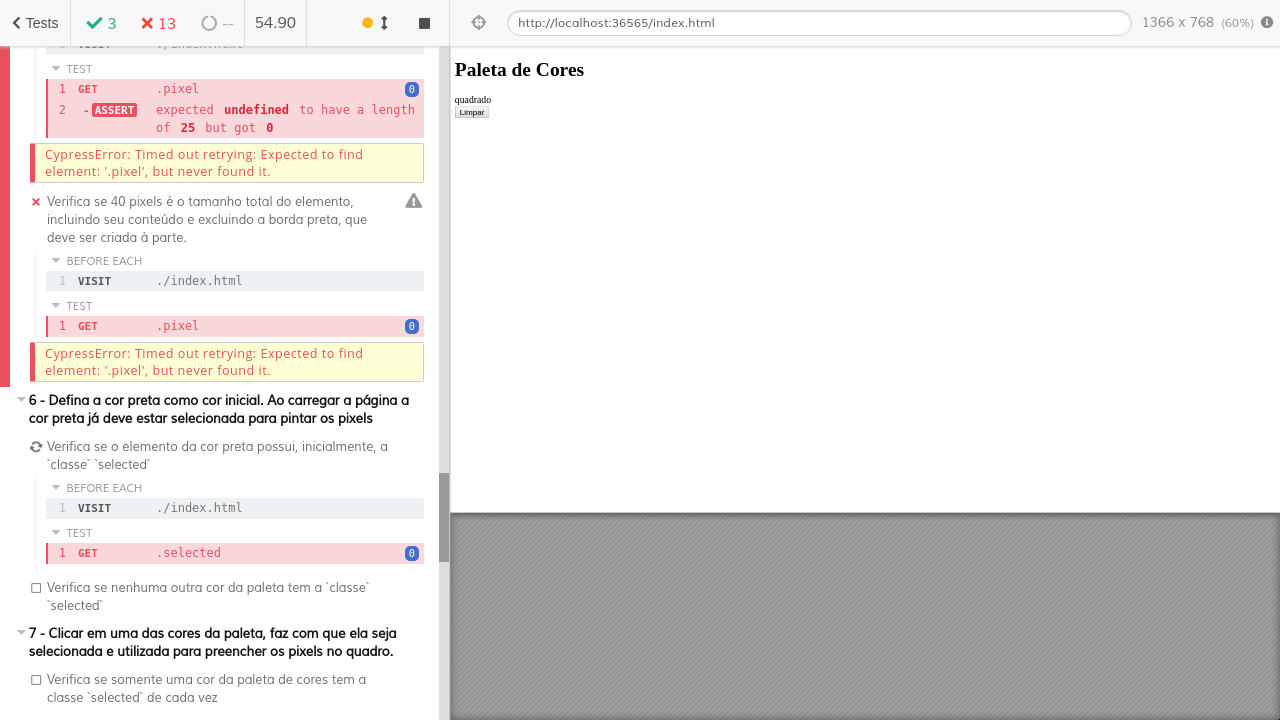 Tests 3 13 -- 54.90
http://localhost:36565/index.html 1366 x 768 (60%)
1 VISIT ./index.html
TEST
1 GET .pixel 0
2 - ASSERT expected undefined to have a length
of 25 but got 0
CypressError: Timed out retrying: Expected to find
element: '.pixel', but never found it.
Verifica se 40 pixels é o tamanho total do elemento,
incluindo seu conteúdo e excluindo a borda preta, que
deve ser criada à parte.
BEFORE EACH
1 VISIT ./index.html
TEST
1 GET .pixel 0
CypressError: Timed out retrying: Expected to find
element: '.pixel', but never found it.
6 - Defina a cor preta como cor inicial. Ao carregar a página a
cor preta já deve estar selecionada para pintar os pixels
Verifica se o elemento da cor preta possui, inicialmente, a
`classe` `selected`
BEFORE EACH
1 VISIT ./index.html
TEST
1 GET .selected 0
Verifica se nenhuma outra cor da paleta tem a `classe`
`selected`
7 - Clicar em uma das cores da paleta, faz com que ela seja
selecionada e utilizada para preencher os pixels no quadro.
Verifica se somente uma cor da paleta de cores tem a
classe `selected` de cada vez
Paleta de Cores
quadrado
Limpar